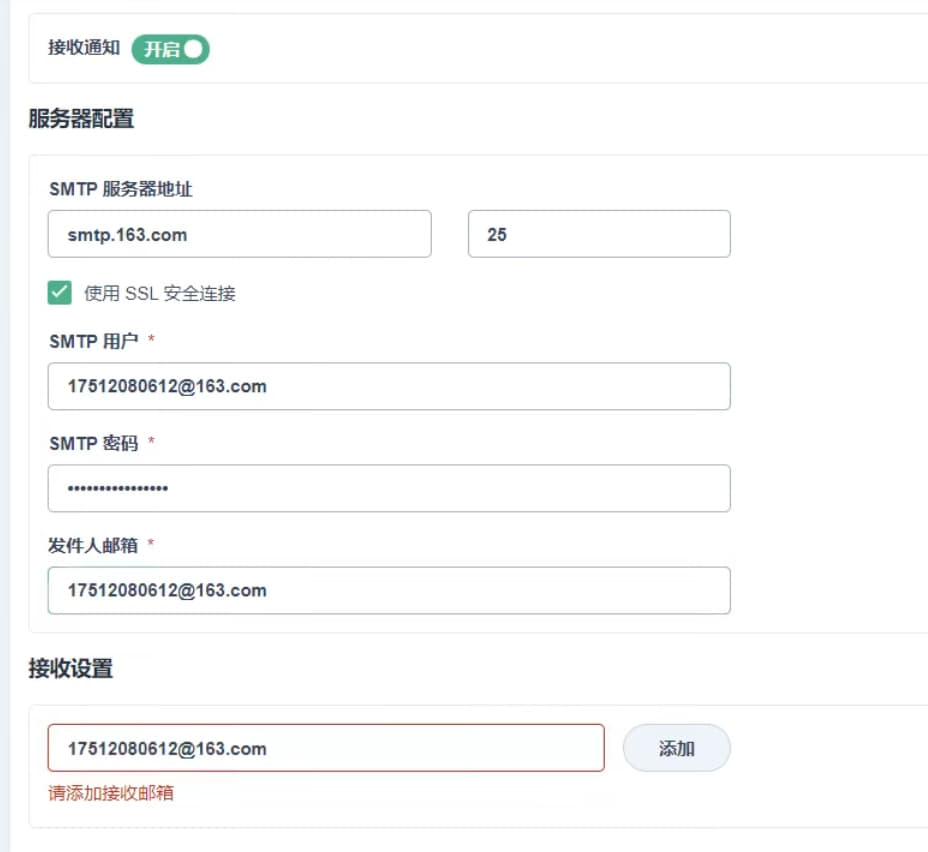 接收通知 开启
服务器配置
SMTP 服务器地址
smtp.163.com 25
使用 SSL 安全连接
SMTP 用户 *
17512080612@163.com
SMTP 密码 *
••••••••••••••••
发件人邮箱 *
17512080612@163.com
接收设置
17512080612@163.com 添加
请添加接收邮箱